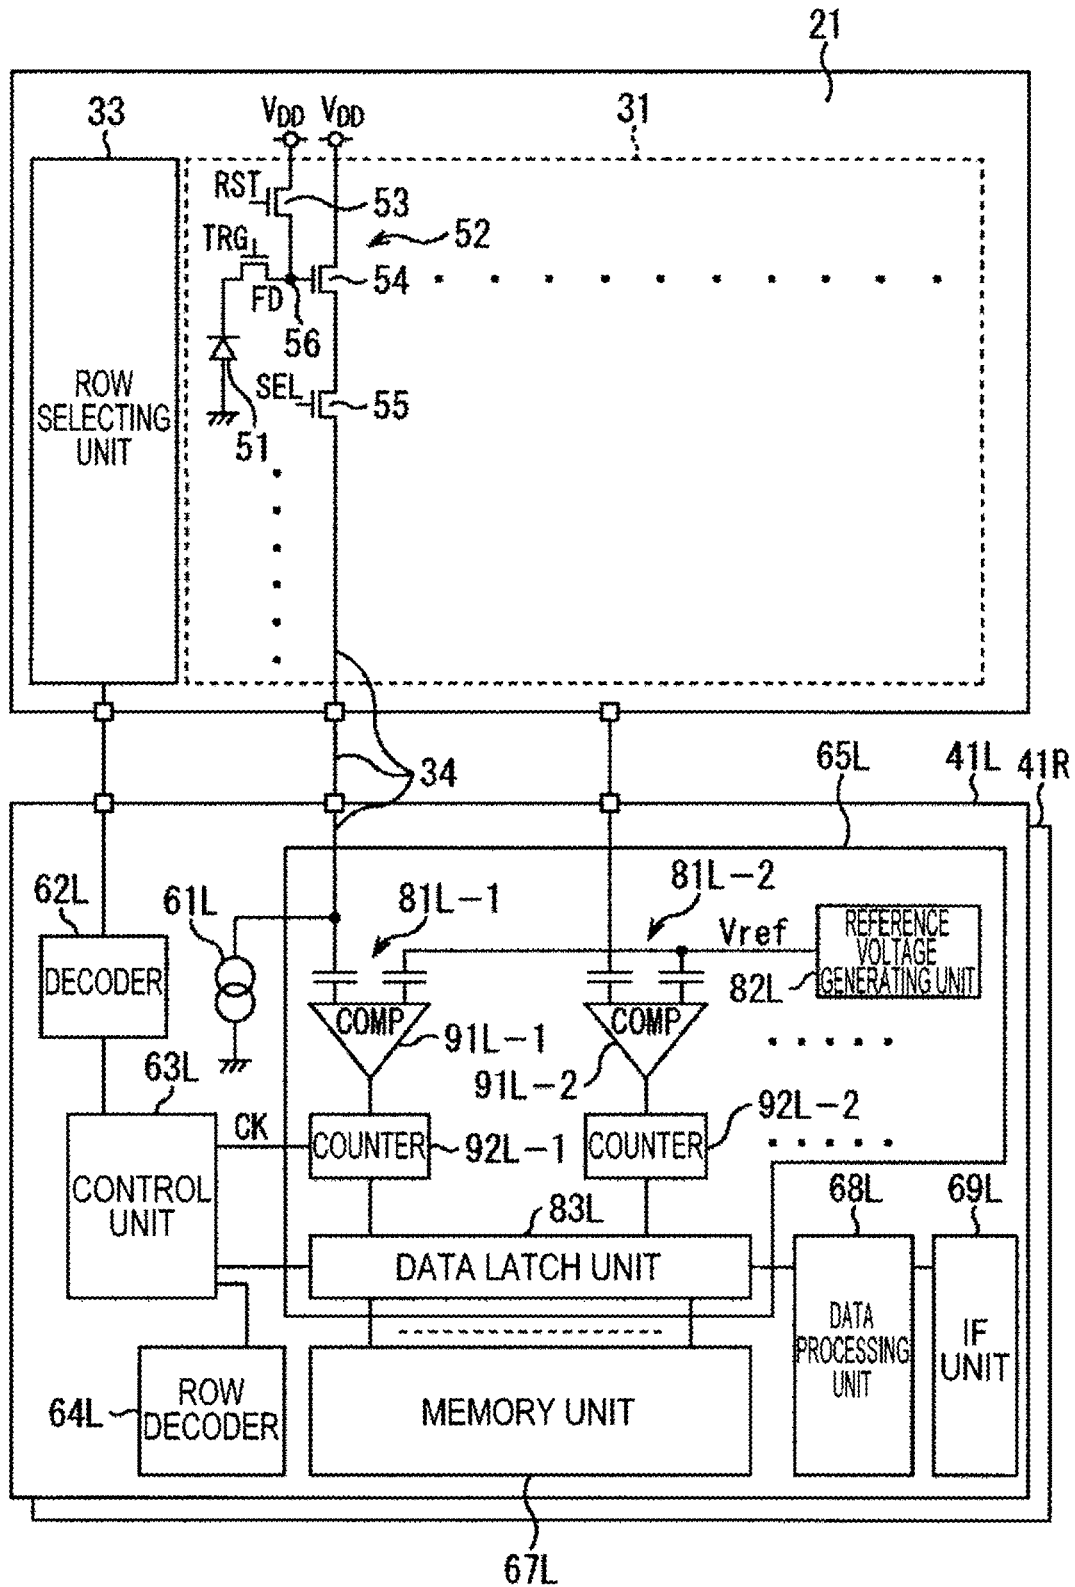 21
33
VDD VDD
31
RST
53
TRG
52
54
FD
56
ROW
SELECTING
UNIT
SEL
55
51
34
65L
41L
41R
62L
61L
81L-1
81L-2
Vref
REFERENCE
VOLTAGE
GENERATING UNIT
82L
DECODER
COMP
COMP
91L-1
91L-2
63L
CK
92L-2
COUNTER
92L-1
COUNTER
CONTROL
UNIT
83L
68L
69L
DATA LATCH UNIT
DATA
PROCESSING
UNIT
IF
UNIT
64L
ROW
DECODER
MEMORY UNIT
67L